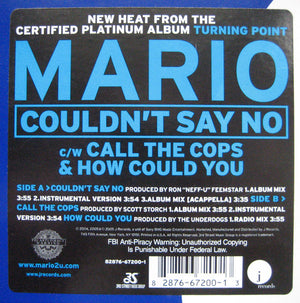 NEW HEAT FROM THE
CERTIFIED PLATINUM ALBUM TURNING POINT
MARIO
COULDN'T SAY NO
c/w CALL THE COPS
& HOW COULD YOU
SIDE A > COULDN'T SAY NO PRODUCED BY RON "NEFF-U" FEEMSTAR 1.ALBUM MIX
3:55 2.INSTRUMENTAL VERSION 3:54 3.ALBUM MIX (ACAPPELLA) 3:35 SIDE B >
CALL THE COPS PRODUCED BY SCOTT STORCH 1.ALBUM MIX 3:55 2.INSTRUMENTAL
VERSION 3:54 HOW COULD YOU PRODUCED BY THE UNDERDOGS 1.RADIO MIX 3:55
FBI Anti-Piracy Warning: Unauthorized Copying
Is Punishable Under Federal Law.
82876-67200-1
www.mario2u.com
www.jrecords.com
3S
3RD STREET MUSIC GROUP
8 2876-67200-1 3
j
records